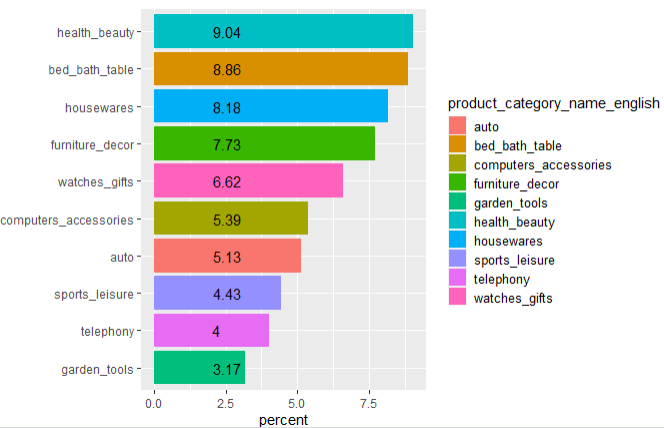 health_beauty 9.04
bed_bath_table 8.86
housewares 8.18
furniture_decor 7.73
watches_gifts 6.62
computers_accessories 5.39
auto 5.13
sports_leisure 4.43
telephony 4
garden_tools 3.17
0.0 2.5 5.0 7.5
percent
product_category_name_english
auto
bed_bath_table
computers_accessories
furniture_decor
garden_tools
health_beauty
housewares
sports_leisure
telephony
watches_gifts